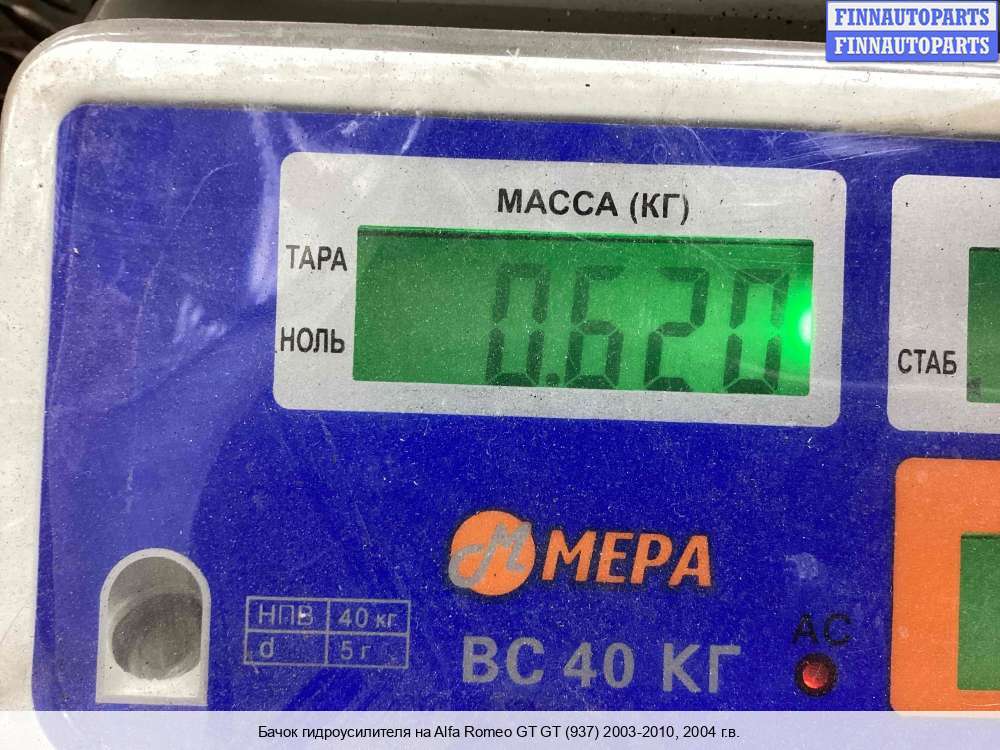 FINNAUTOPARTS
FINNAUTOPARTS
МАССА (КГ)
ТАРА
0.620
НОЛЬ
СТАБ
М МЕРА
НПВ 40 кг
d 5 г
ВС 40 КГ
AC
Бачок гидроусилителя на Alfa Romeo GT GT (937) 2003-2010, 2004 г.в.